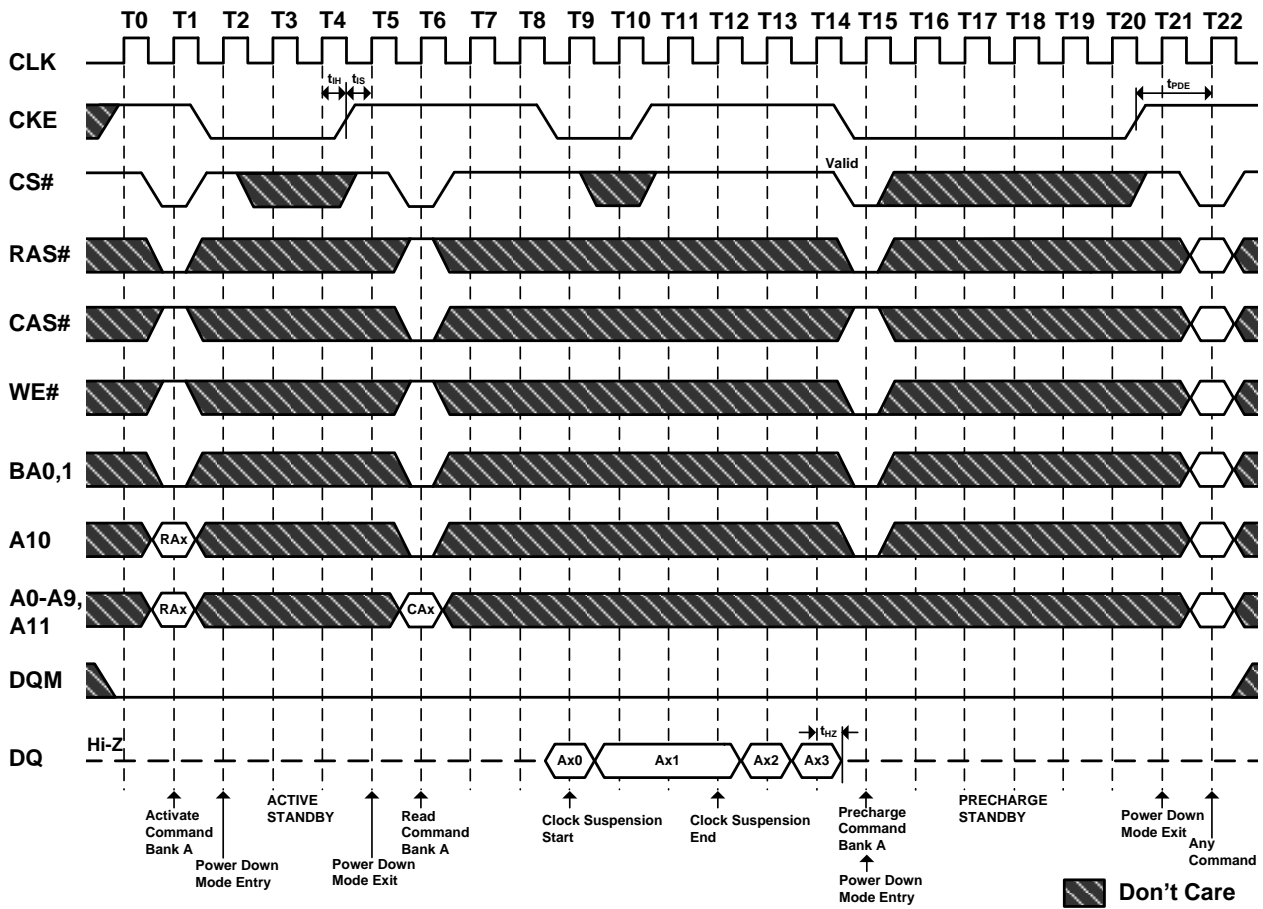 T0 T1 T2 T3 T4 T5 T6 T7 T8 T9 T10 T11 T12 T13 T14 T15 T16 T17 T18 T19 T20 T21 T22
CLK
tIH tIS
tPDE
CKE
Valid
CS#
RAS#
CAS#
WE#
BA0,1
A10
RAx
A0-A9,
A11
RAx
CAx
DQM
Hi-Z
tHZ
DQ
Ax0
Ax1
Ax2
Ax3
Activate
Command
Bank A
Power Down
Mode Entry
ACTIVE
STANDBY
Power Down
Mode Exit
Read
Command
Bank A
Clock Suspension
Start
Clock Suspension
End
Precharge
Command
Bank A
Power Down
Mode Entry
PRECHARGE
STANDBY
Power Down
Mode Exit
Any
Command
Don't Care